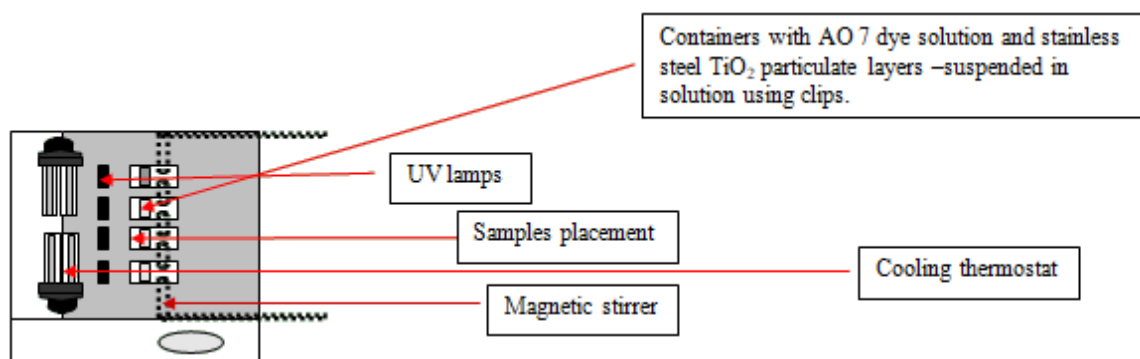 Containers with AO 7 dye solution and stainless
steel TiO₂ particulate layers –suspended in
solution using clips.
UV lamps
Samples placement
Cooling thermostat
Magnetic stirrer